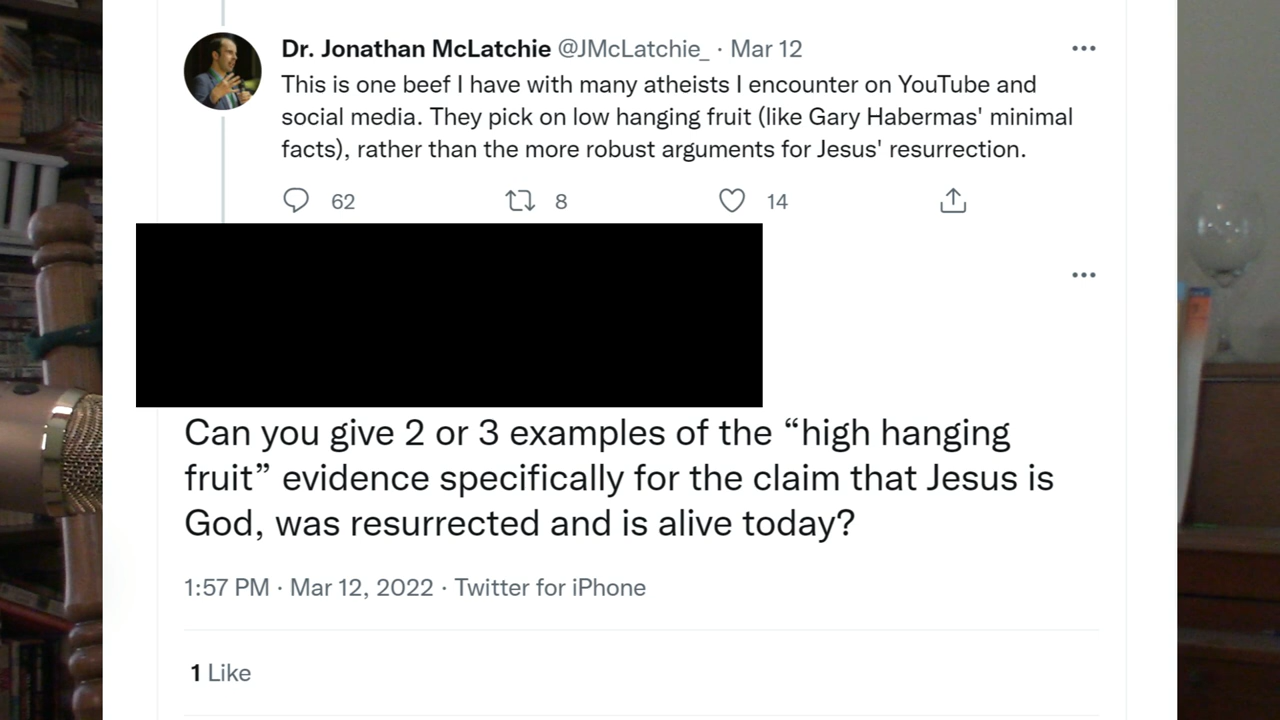 Dr. Jonathan McLatchie @JMcLatchie_ · Mar 12
This is one beef I have with many atheists I encounter on YouTube and
social media. They pick on low hanging fruit (like Gary Habermas' minimal
facts), rather than the more robust arguments for Jesus' resurrection.
62 8 14
Can you give 2 or 3 examples of the “high hanging
fruit” evidence specifically for the claim that Jesus is
God, was resurrected and is alive today?
1:57 PM · Mar 12, 2022 · Twitter for iPhone
1 Like